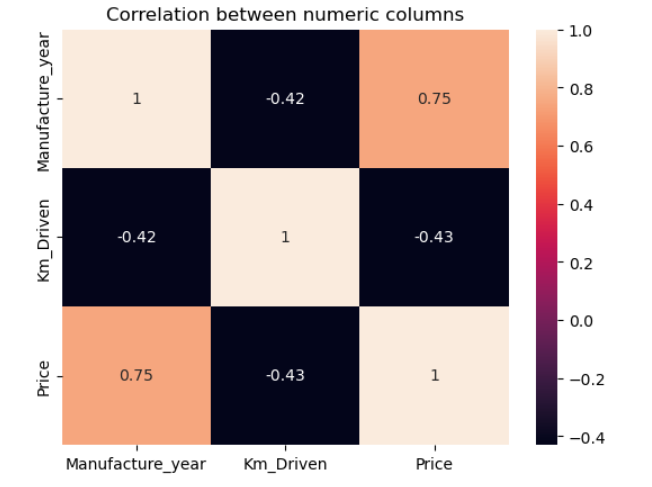 Correlation between numeric columns
Manufacture_year
1
-0.42
0.75
Km_Driven
-0.42
1
-0.43
Price
0.75
-0.43
1
Manufacture_year
Km_Driven
Price
1.0
0.8
0.6
0.4
0.2
0.0
−0.2
−0.4